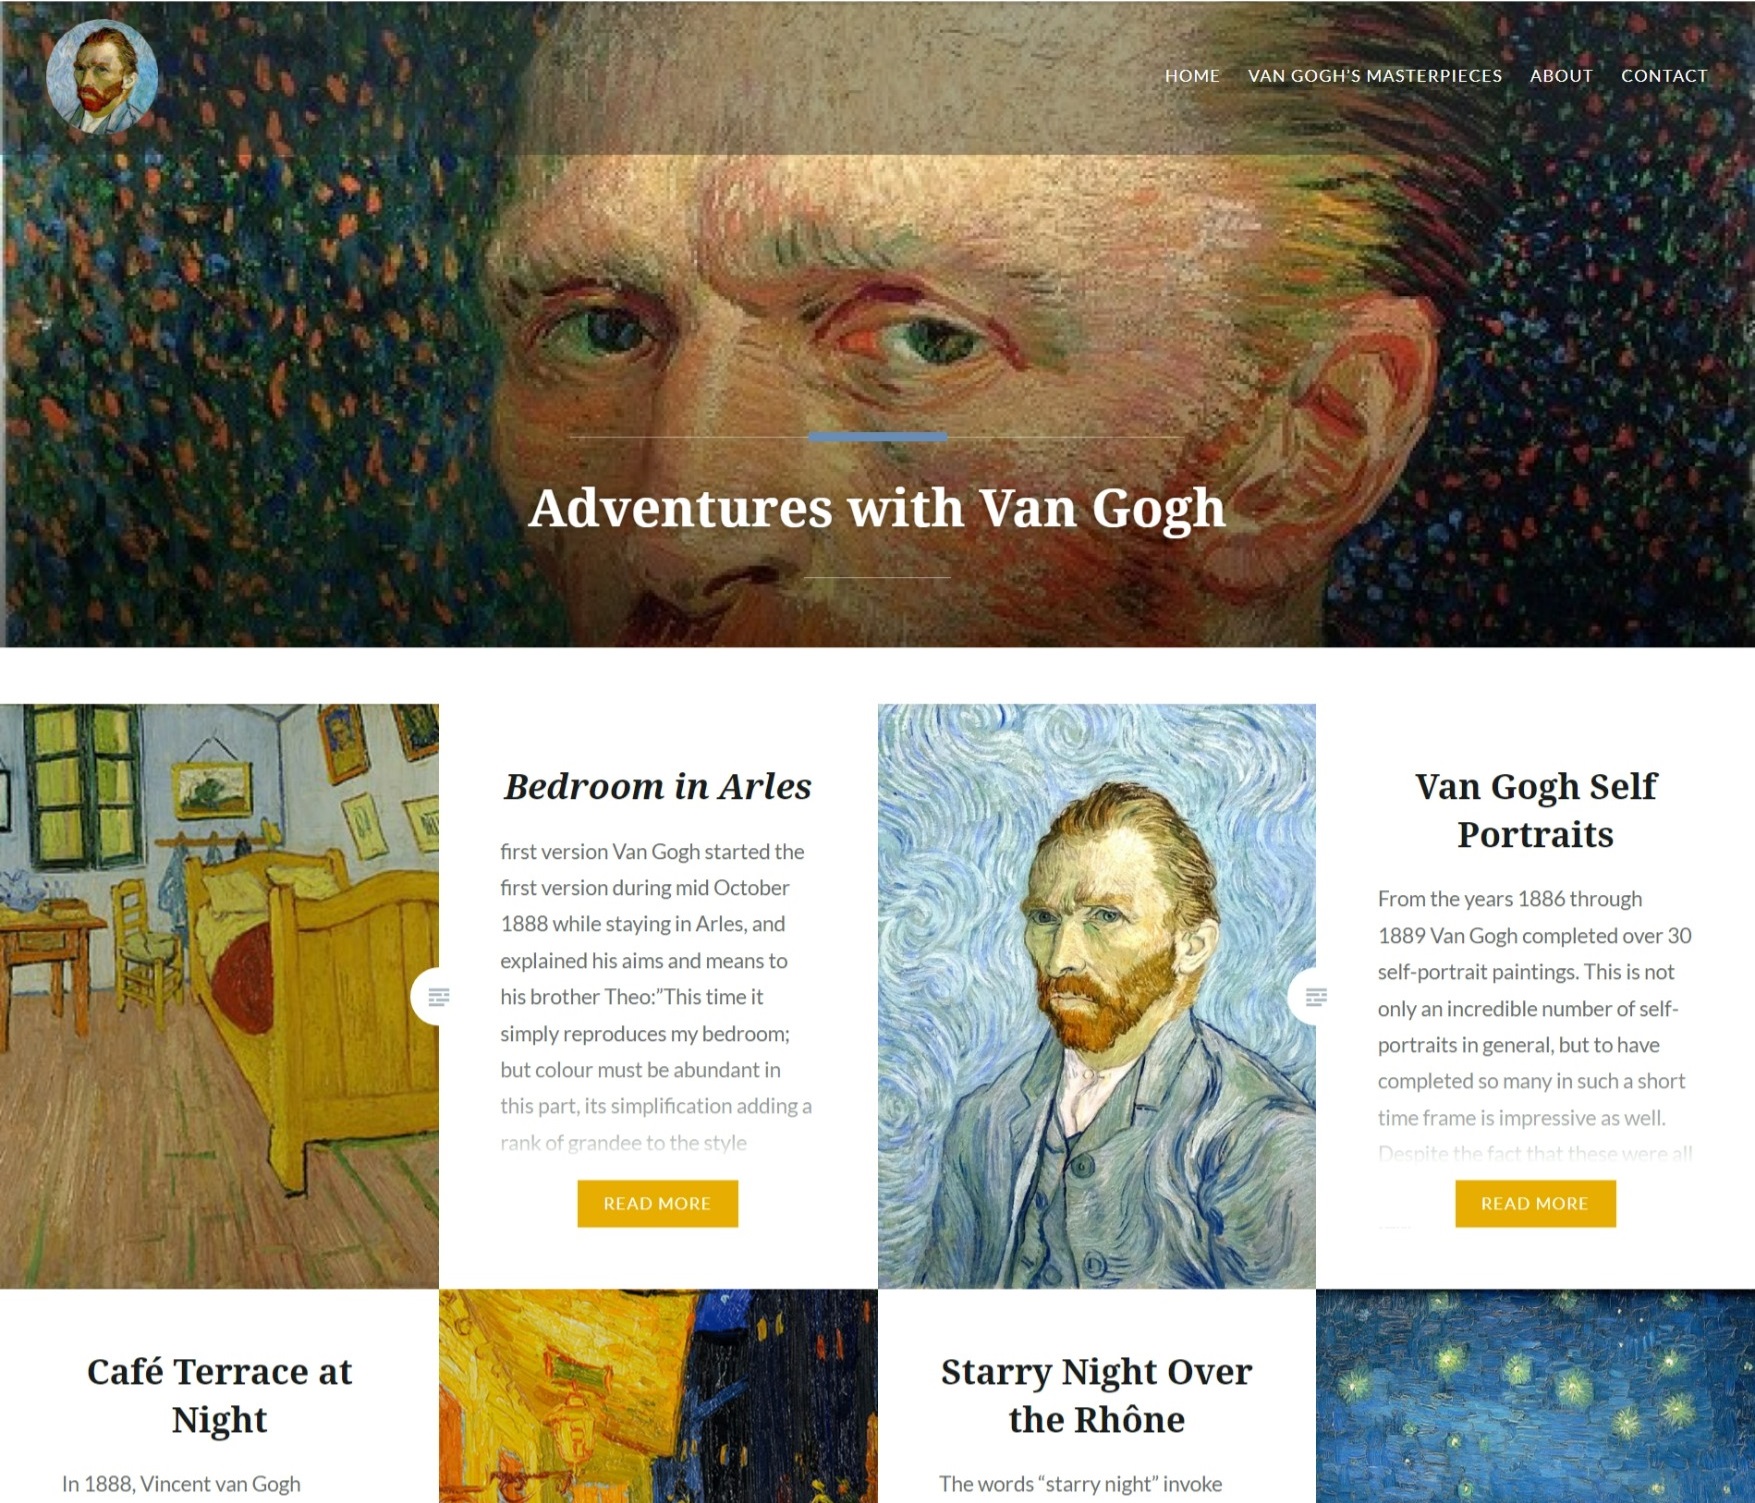 HOME VAN GOGH'S MASTERPIECES ABOUT CONTACT
Adventures with Van Gogh
Bedroom in Arles
first version Van Gogh started the
first version during mid October
1888 while staying in Arles, and
explained his aims and means to
his brother Theo:”This time it
simply reproduces my bedroom;
but colour must be abundant in
this part, its simplification adding a
rank of grandee to the style
READ MORE
Van Gogh Self
Portraits
From the years 1886 through
1889 Van Gogh completed over 30
self-portrait paintings. This is not
only an incredible number of self-
portraits in general, but to have
completed so many in such a short
time frame is impressive as well.
Despite the fact that these were all
READ MORE
Café Terrace at
Night
In 1888, Vincent van Gogh
Starry Night Over
the Rhône
The words “starry night” invoke